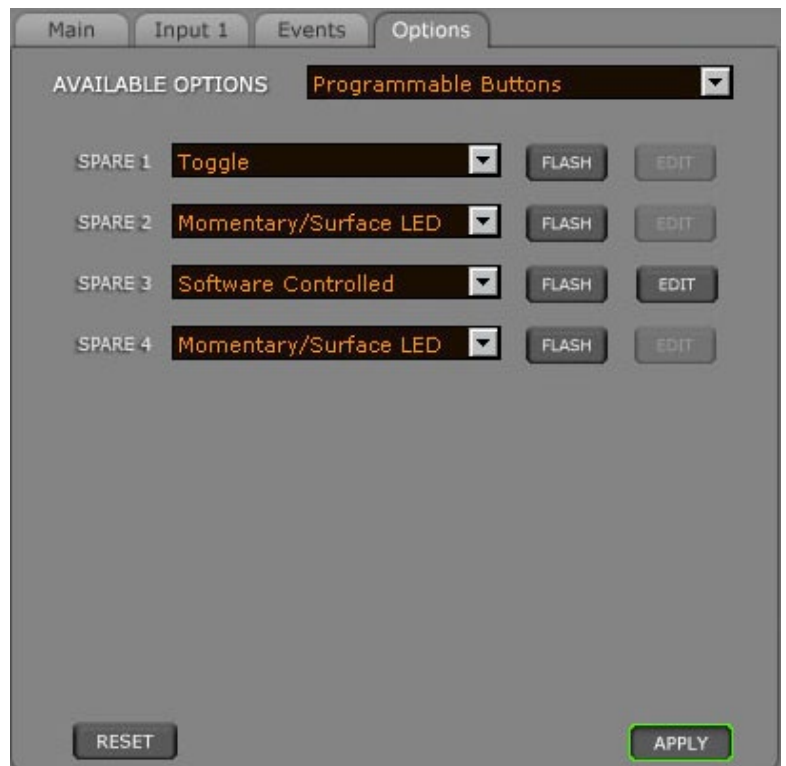 Main Input 1 Events Options
AVAILABLE OPTIONS Programmable Buttons
SPARE 1 Toggle FLASH EDIT
SPARE 2 Momentary/Surface LED FLASH EDIT
SPARE 3 Software Controlled FLASH EDIT
SPARE 4 Momentary/Surface LED FLASH EDIT
RESET APPLY